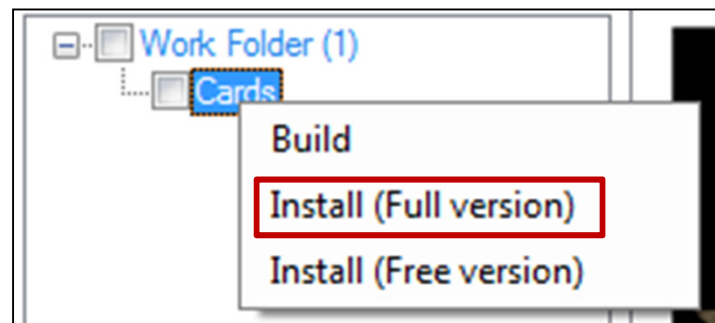 Work Folder (1)
Cards
Build
Install (Full version)
Install (Free version)